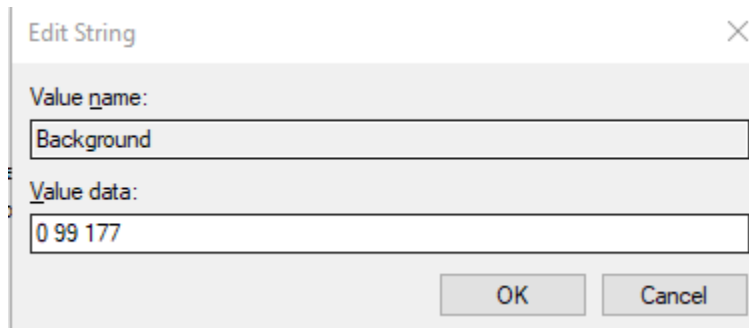 Edit String
Value name:
Background
Value data:
0 99 177
OK Cancel